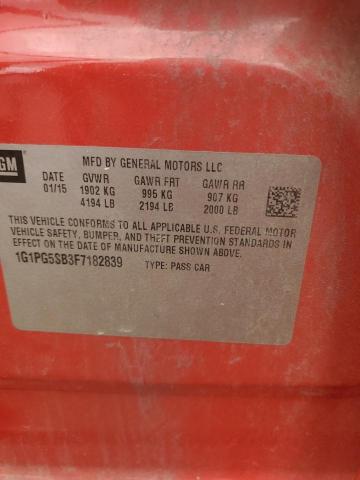 GM
MFD BY GENERAL MOTORS LLC
DATE GVWR GAWR FRT GAWR RR
01/15 1902 KG 995 KG 907 KG
4194 LB 2194 LB 2000 LB
THIS VEHICLE CONFORMS TO ALL APPLICABLE U.S. FEDERAL MOTOR
VEHICLE SAFETY, BUMPER, AND THEFT PREVENTION STANDARDS IN
EFFECT ON THE DATE OF MANUFACTURE SHOWN ABOVE.
1G1PG5SB3F7182839 TYPE: PASS CAR